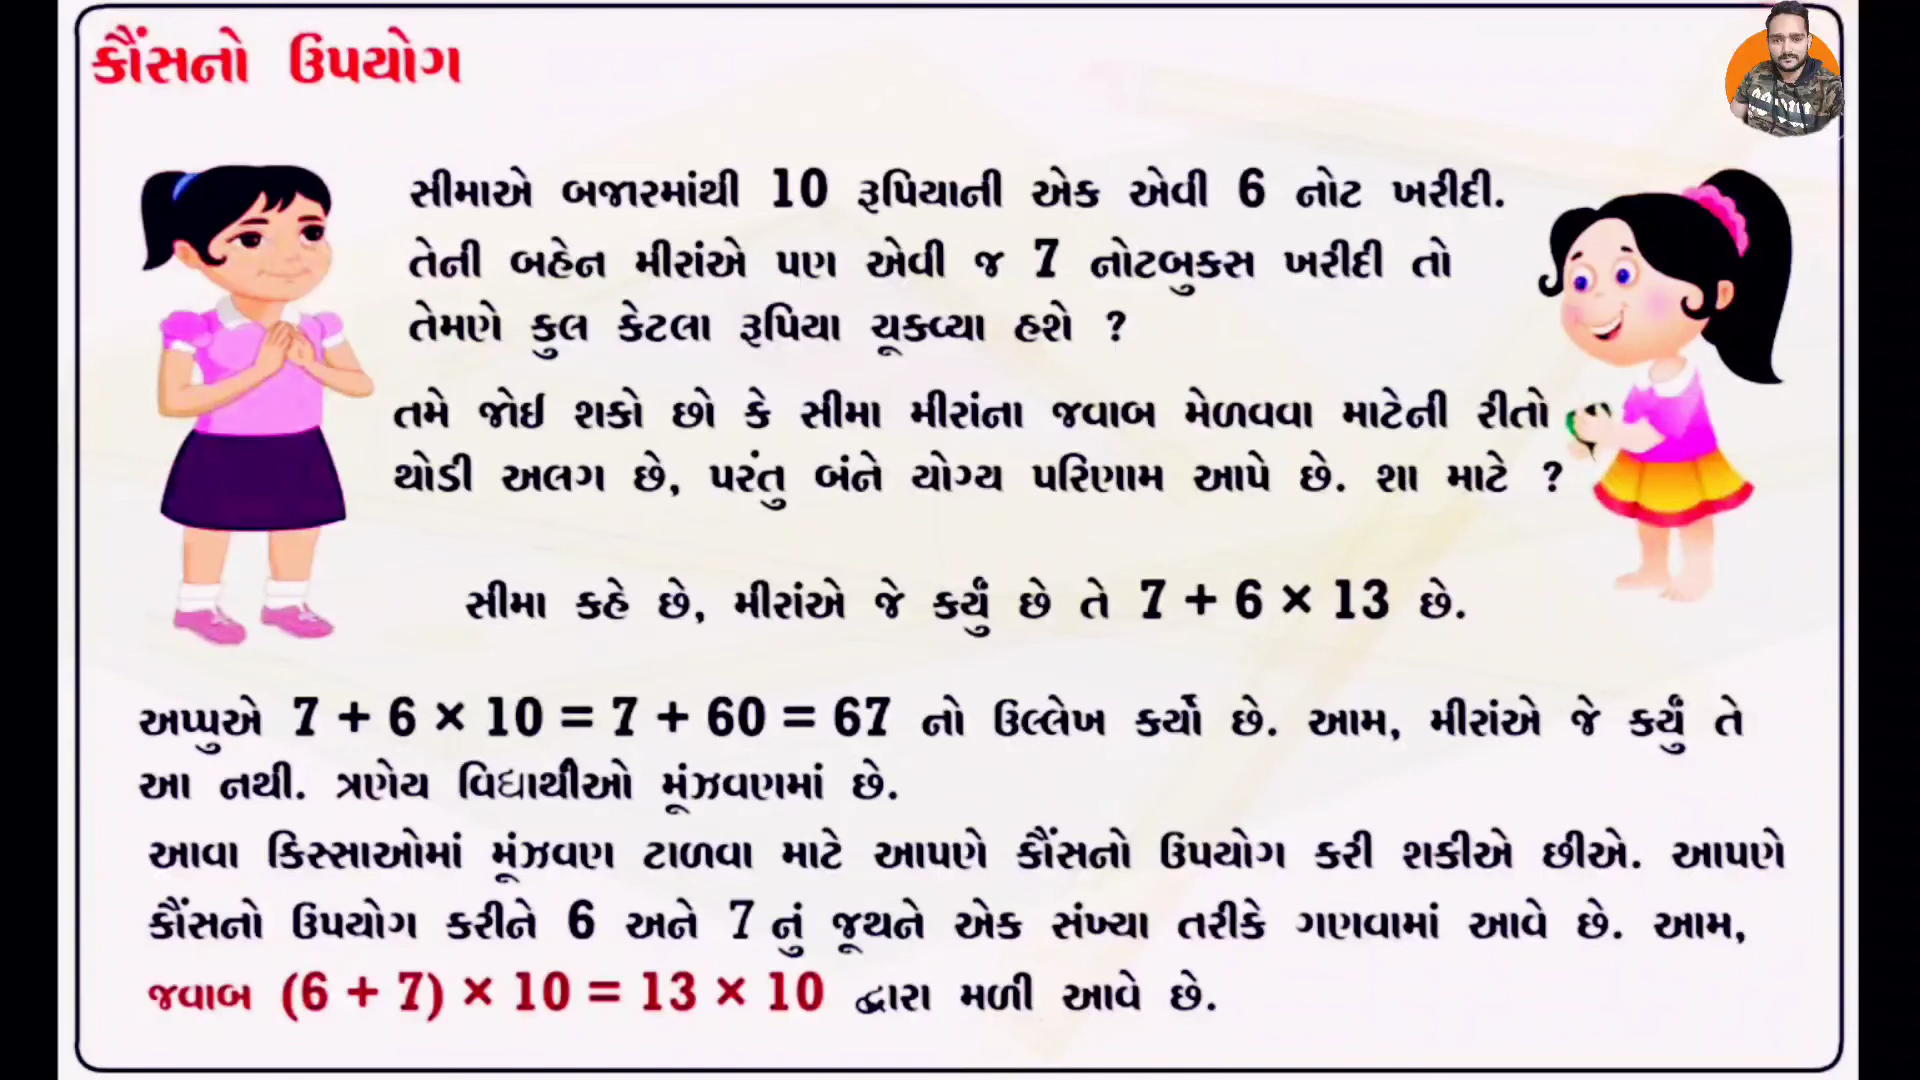 કૌંસનો ઉપયોગ
સીમાએ બજારમાંથી 10 રૂપિયાની એક એવી 6 નોટ ખરીદી.
તેની બહેન મીરાંએ પણ એવી જ 7 નોટબુકસ ખરીદી તો
તેમણે કુલ કેટલા રૂપિયા ચૂકવ્યા હશે ?
તમે જોઈ શકો છો કે સીમા મીરાંના જવાબ મેળવવા માટેની રીતો
થોડી અલગ છે, પરંતુ બંને યોગ્ય પરિણામ આપે છે. શા માટે ?
સીમા કહે છે, મીરાંએ જે કર્યું છે તે 7 + 6 × 13 છે.
અપ્પુએ 7 + 6 × 10 = 7 + 60 = 67 નો ઉલ્લેખ કર્યો છે. આમ, મીરાંએ જે કર્યું તે
આ નથી. ત્રણેય વિદ્યાર્થીઓ મૂંઝવણમાં છે.
આવા કિસ્સાઓમાં મૂંઝવણ ટાળવા માટે આપણે કૌંસનો ઉપયોગ કરી શકીએ છીએ. આપણે
કૌંસનો ઉપયોગ કરીને 6 અને 7 નું જૂથને એક સંખ્યા તરીકે ગણવામાં આવે છે. આમ,
જવાબ (6 + 7) × 10 = 13 × 10 દ્વારા મળી આવે છે.